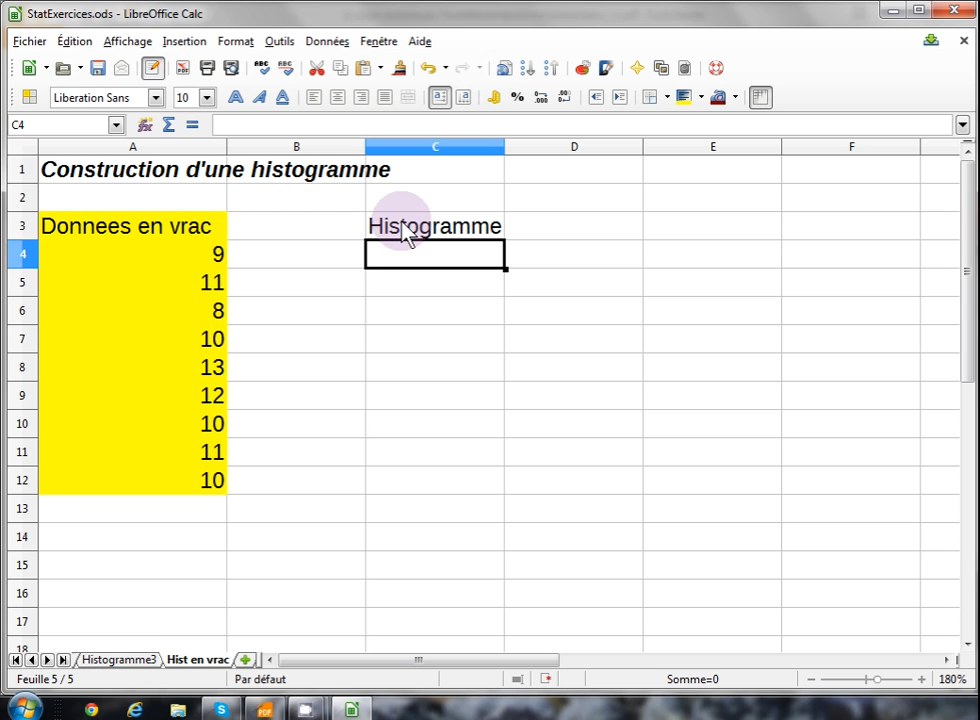 StatExercices.ods - LibreOffice Calc
Fichier Édition Affichage Insertion Format Outils Données Fenêtre Aide
Liberation Sans 10
C4
A B C D E F
1 Construction d'une histogramme
2
3 Donnees en vrac Histogramme
4 9
5 11
6 8
7 10
8 13
9 12
10 10
11 11
12 10
13
14
15
16
17
18
Histogramme3 Hist en vrac
Feuille 5 / 5 Par défaut Somme=0 180%